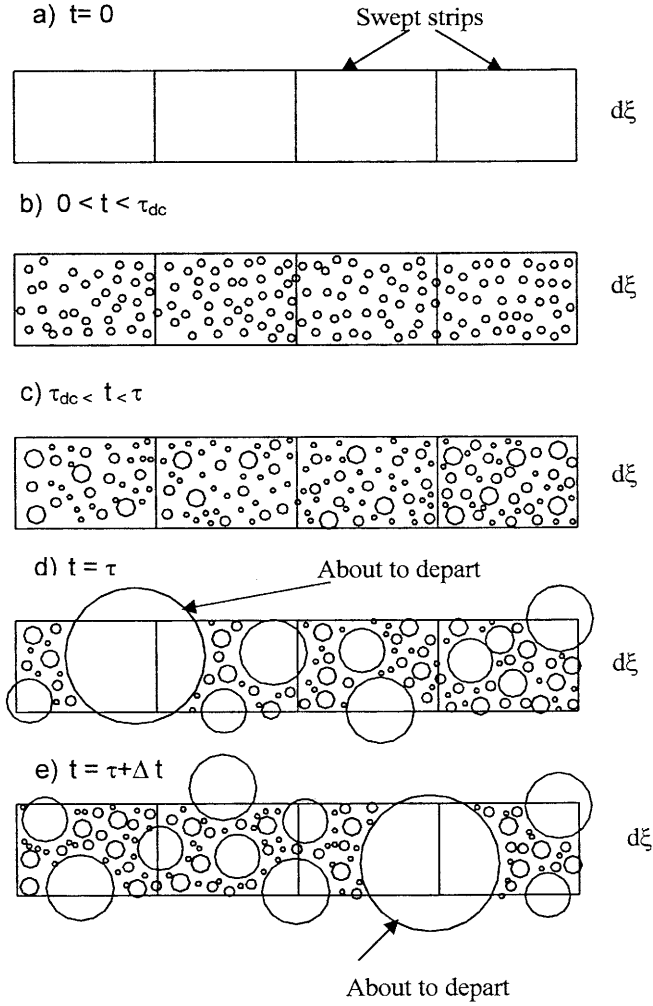 a) t= 0
Swept strips
dξ
b) 0 < t < τdc
dξ
c) τdc < t < τ
dξ
d) t = τ
About to depart
dξ
e) t = τ+Δ t
dξ
About to depart